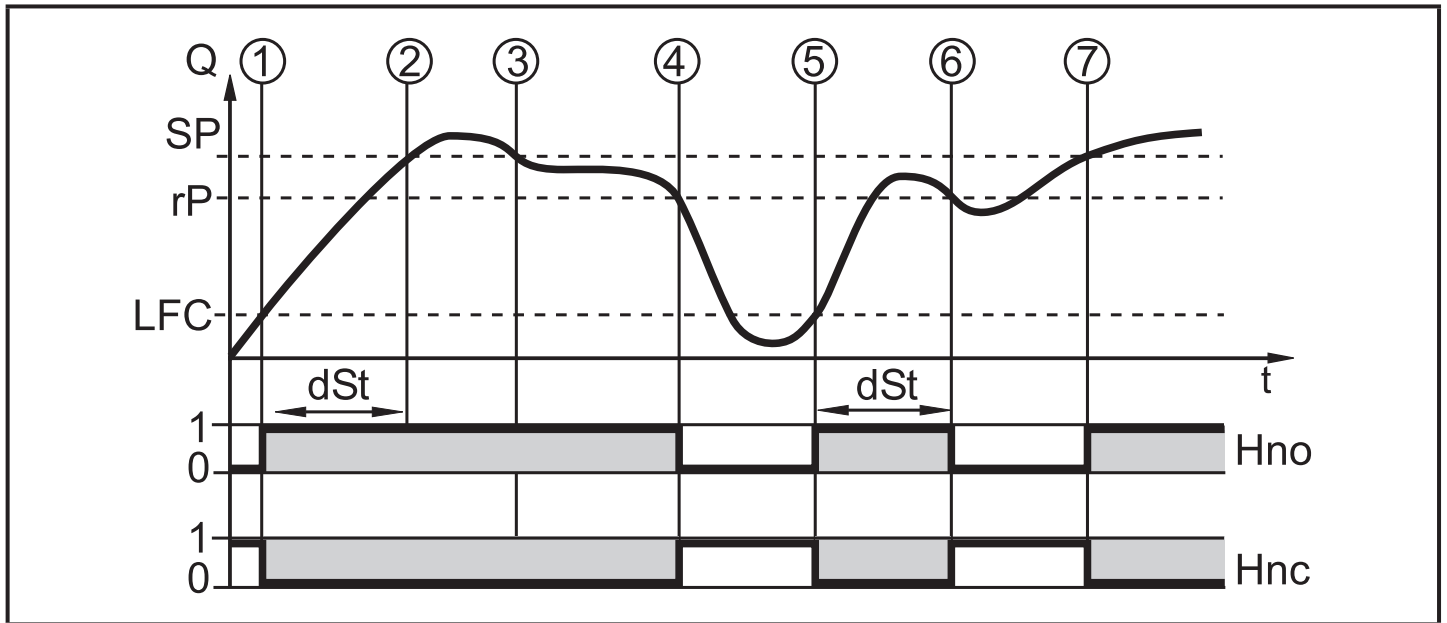 Q ① ② ③ ④ ⑤ ⑥ ⑦
SP
rP
LFC
t
dSt dSt
1
0
Hno
1
0
Hnc